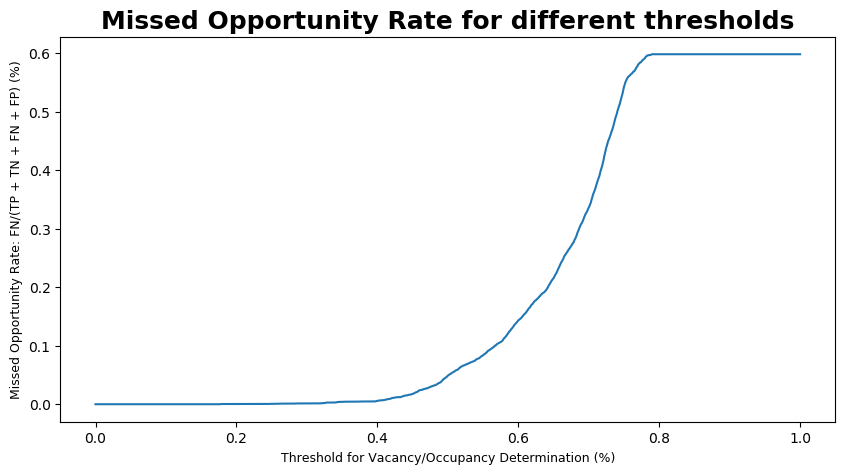 Missed Opportunity Rate for different thresholds
Missed Opportunity Rate: FN/(TP + TN + FN + FP) (%)
0.6
0.5
0.4
0.3
0.2
0.1
0.0
0.0 0.2 0.4 0.6 0.8 1.0
Threshold for Vacancy/Occupancy Determination (%)